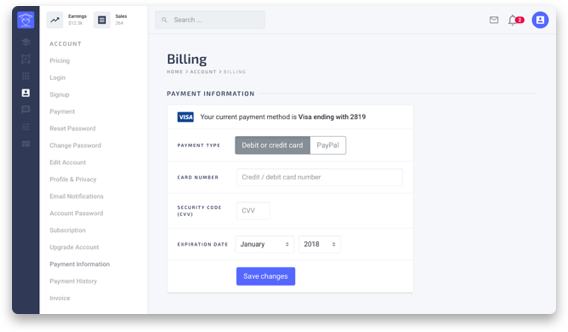 Earnings
$12.3k
Sales
264
Search ...
2
ACCOUNT
Pricing
Login
Signup
Payment
Reset Password
Change Password
Edit Account
Profile & Privacy
Email Notifications
Account Password
Subscription
Upgrade Account
Payment Information
Payment History
Invoice
Billing
HOME > ACCOUNT > BILLING
PAYMENT INFORMATION
VISA Your current payment method is Visa ending with 2819
PAYMENT TYPE Debit or credit card PayPal
CARD NUMBER Credit / debit card number
SECURITY CODE
(CVV)
CVV
EXPIRATION DATE January 2018
Save changes